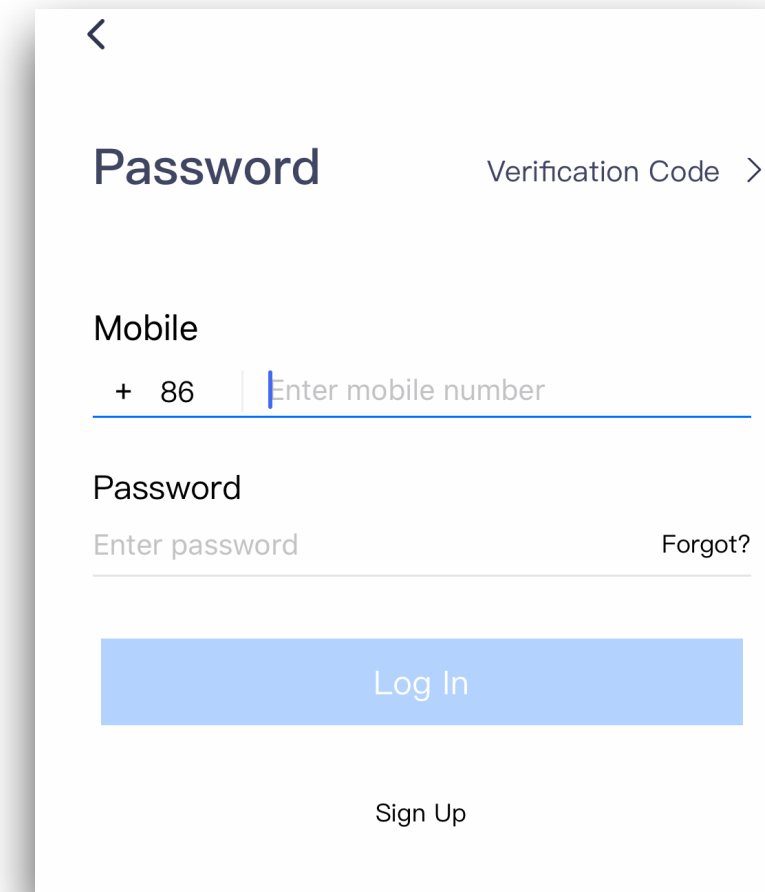 Password
Verification Code >
Mobile
+ 86
Enter mobile number
Password
Enter password
Forgot?
Log In
Sign Up